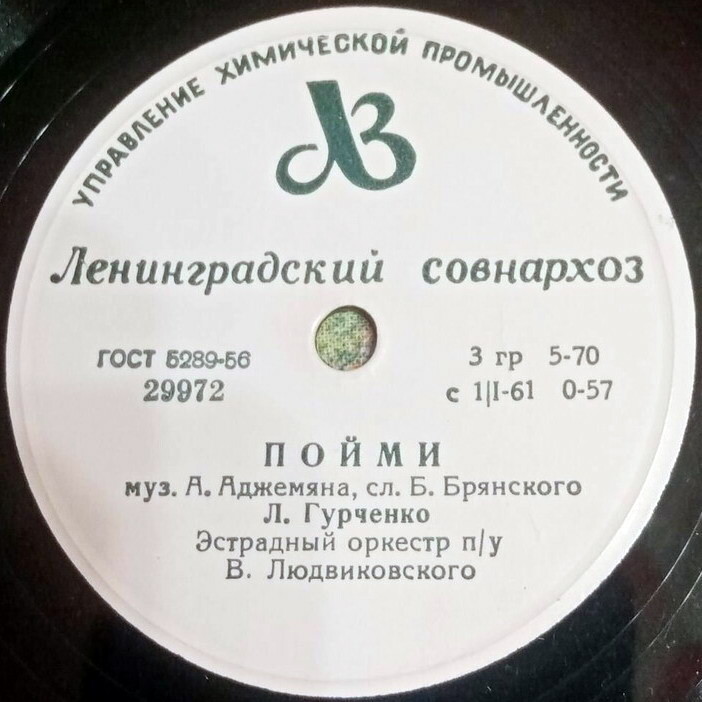 УПРАВЛЕНИЕ ХИМИЧЕСКОЙ ПРОМЫШЛЕННОСТИ
ЛЗ
Ленинградский совнархоз
ГОСТ 5289-56 3 гр 5-70
29972 с 1|I-61 0-57
ПОЙМИ
муз. А. Аджемяна, сл. Б. Брянского
Л. Гурченко
Эстрадный оркестр п/у
В. Людвиковского